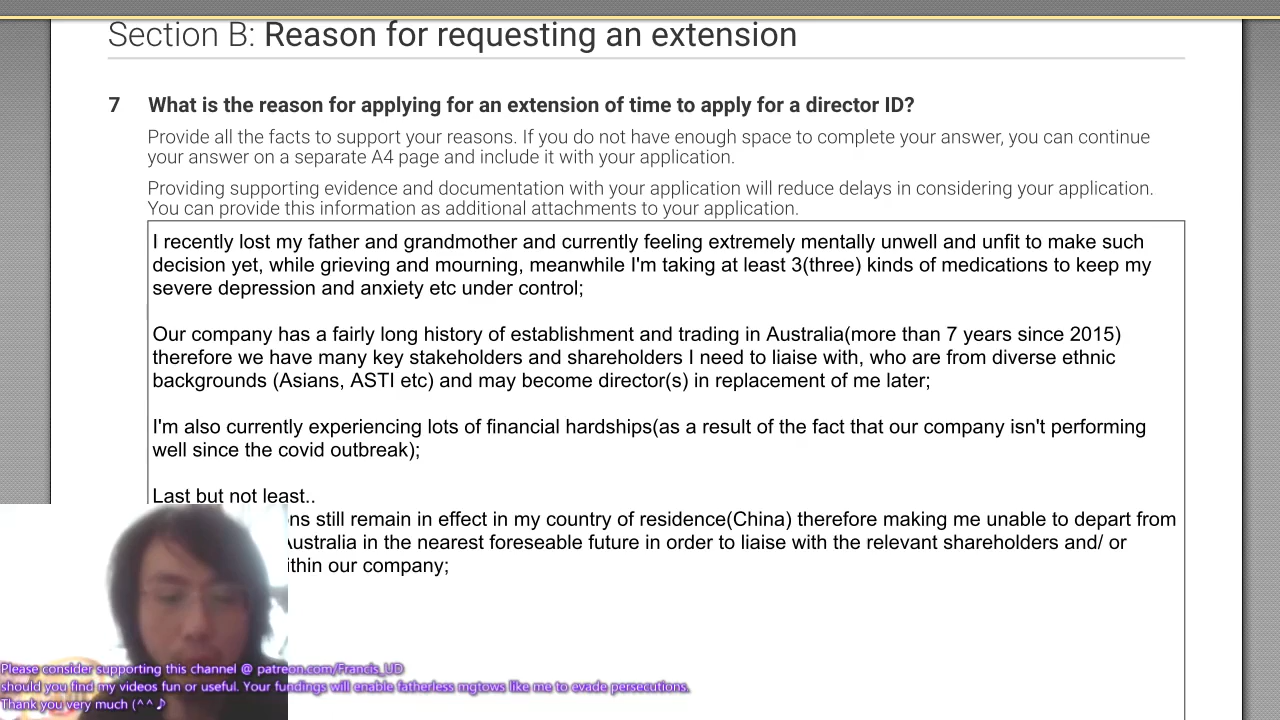 Section B: Reason for requesting an extension
7 What is the reason for applying for an extension of time to apply for a director ID?
Provide all the facts to support your reasons. If you do not have enough space to complete your answer, you can continue
your answer on a separate A4 page and include it with your application.
Providing supporting evidence and documentation with your application will reduce delays in considering your application.
You can provide this information as additional attachments to your application.
I recently lost my father and grandmother and currently feeling extremely mentally unwell and unfit to make such
decision yet, while grieving and mourning, meanwhile I'm taking at least 3(three) kinds of medications to keep my
severe depression and anxiety etc under control;
Our company has a fairly long history of establishment and trading in Australia(more than 7 years since 2015)
therefore we have many key stakeholders and shareholders I need to liaise with, who are from diverse ethnic
backgrounds (Asians, ASTI etc) and may become director(s) in replacement of me later;
I'm also currently experiencing lots of financial hardships(as a result of the fact that our company isn't performing
well since the covid outbreak);
Last but not least..
ns still remain in effect in my country of residence(China) therefore making me unable to depart from
Australia in the nearest foreseable future in order to liaise with the relevant shareholders and/ or
ithin our company;
Please consider supporting this channel @ patreon.com/Francis_UD
should you find my videos fun or useful. Your fundings will enable fatherless mgtows like me to evade persecutions.
Thank you very much (^^♪